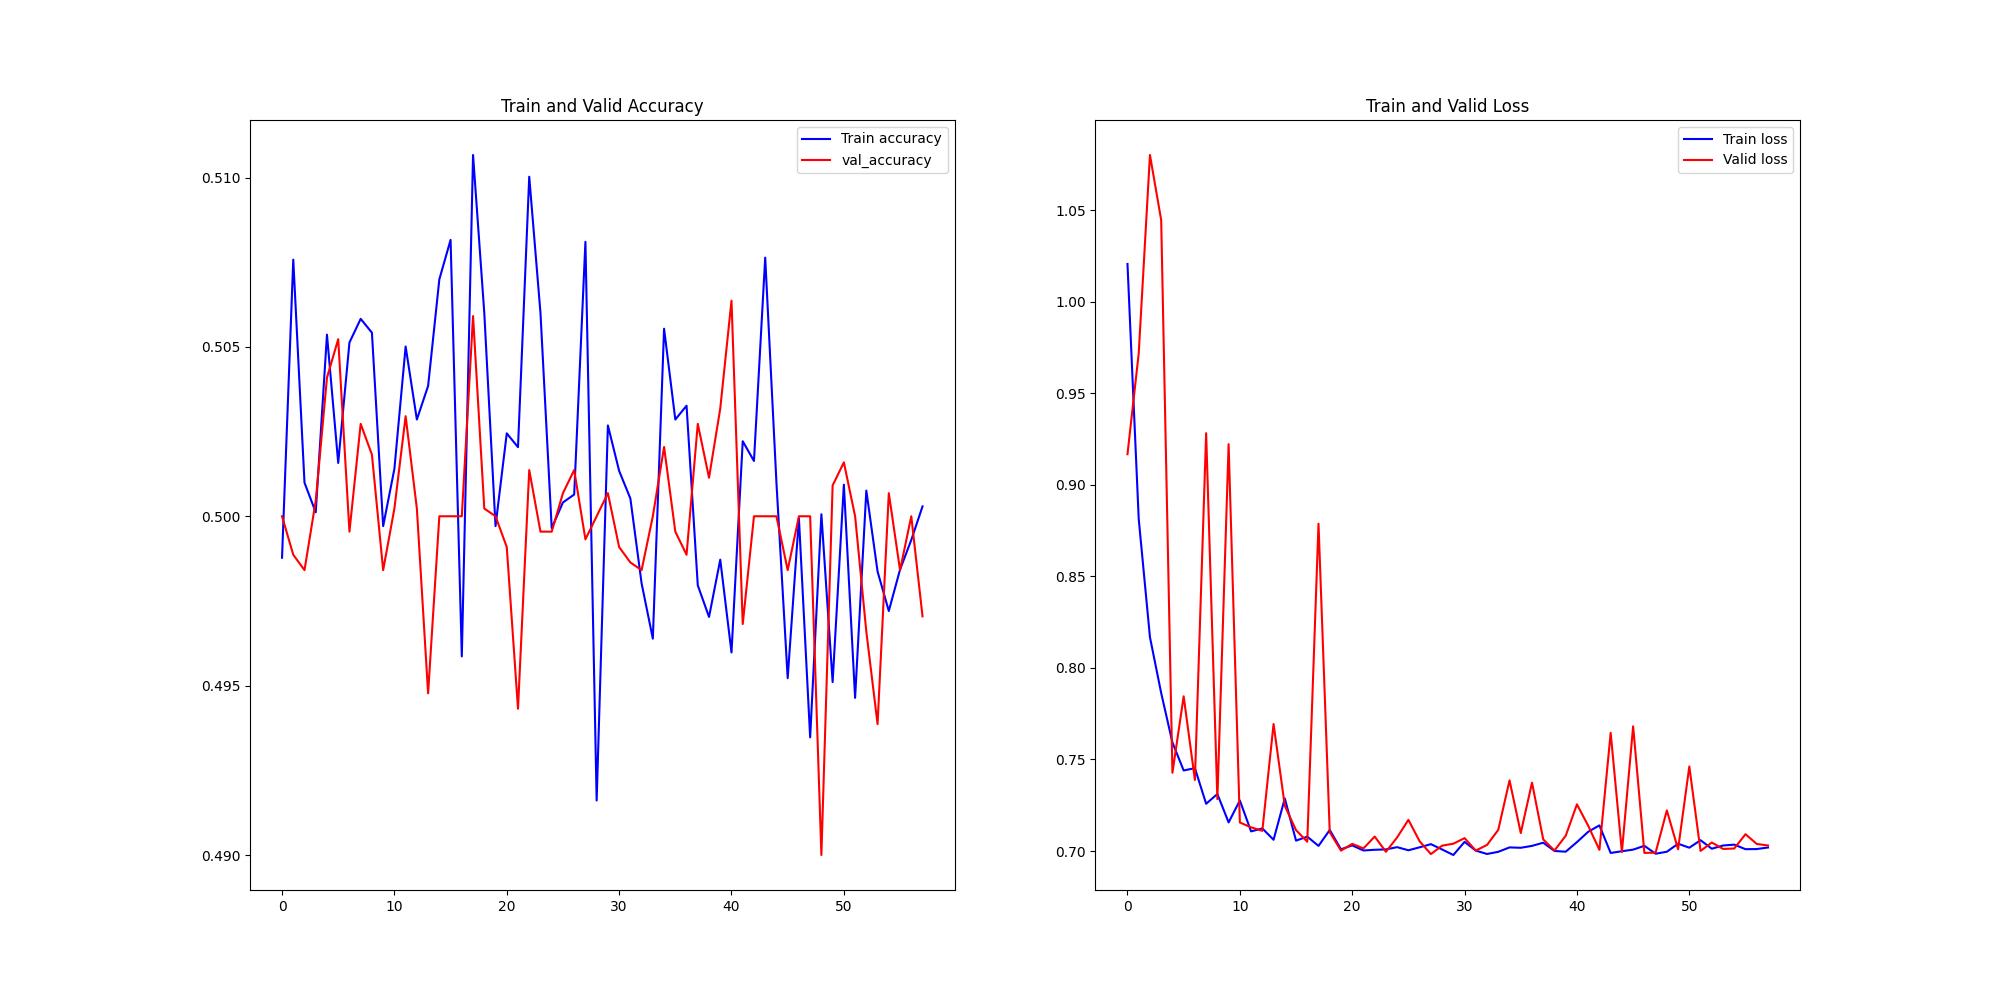 Train and Valid Accuracy
Train accuracy
val_accuracy
0.510
0.505
0.500
0.495
0.490
0 10 20 30 40 50
Train and Valid Loss
Train loss
Valid loss
1.05
1.00
0.95
0.90
0.85
0.80
0.75
0.70
0 10 20 30 40 50